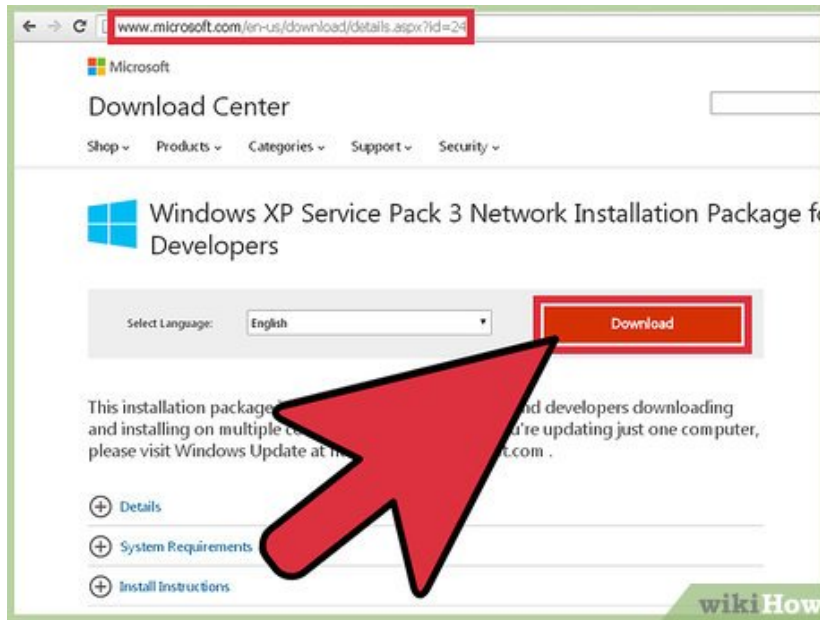 www.microsoft.com/en-us/download/details.aspx?id=24
Microsoft
Download Center
Shop Products Categories Support Security
Windows XP Service Pack 3 Network Installation Package fo
Developers
Select Language: English Download
This installation package nd developers downloading
and installing on multiple u're updating just one computer,
please visit Windows Update at t.com .
Details
System Requirements
Install Instructions
wikiHow